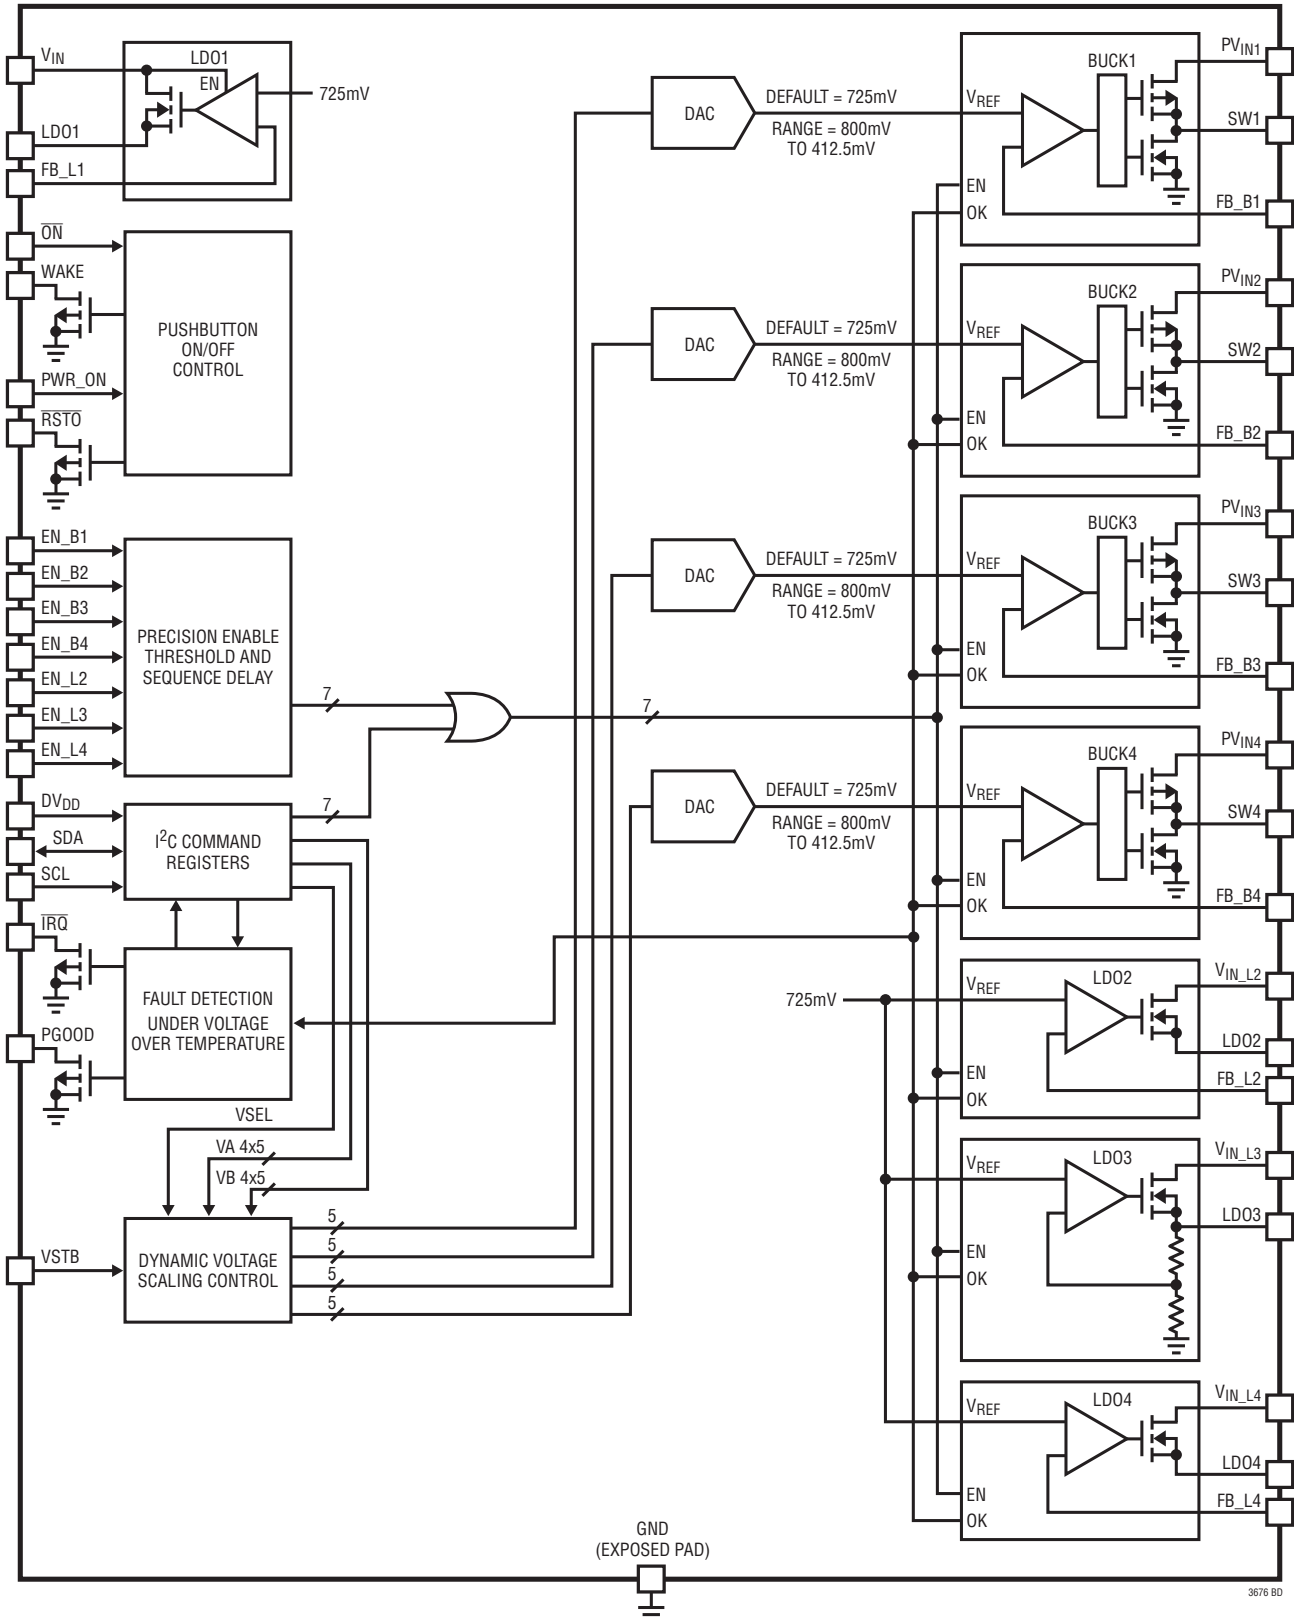 V_IN
LDO1
EN
725mV
LDO1
FB_L1
ON
WAKE
PUSHBUTTON
ON/OFF
CONTROL
PWR_ON
RSTO
EN_B1
EN_B2
EN_B3
EN_B4
EN_L2
EN_L3
EN_L4
PRECISION ENABLE
THRESHOLD AND
SEQUENCE DELAY
7
7
DV_DD
SDA
SCL
I²C COMMAND
REGISTERS
7
IRQ
PGOOD
FAULT DETECTION
UNDER VOLTAGE
OVER TEMPERATURE
VSEL
VA 4x5
VB 4x5
VSTB
DYNAMIC VOLTAGE
SCALING CONTROL
5
5
5
5
DAC
DEFAULT = 725mV
RANGE = 800mV
TO 412.5mV
V_REF
BUCK1
EN
OK
PV_IN1
SW1
FB_B1
DAC
DEFAULT = 725mV
RANGE = 800mV
TO 412.5mV
V_REF
BUCK2
EN
OK
PV_IN2
SW2
FB_B2
DAC
DEFAULT = 725mV
RANGE = 800mV
TO 412.5mV
V_REF
BUCK3
EN
OK
PV_IN3
SW3
FB_B3
DAC
DEFAULT = 725mV
RANGE = 800mV
TO 412.5mV
V_REF
BUCK4
EN
OK
PV_IN4
SW4
FB_B4
725mV
V_REF
LDO2
EN
OK
V_IN_L2
LDO2
FB_L2
V_REF
LDO3
EN
OK
V_IN_L3
LDO3
V_REF
LDO4
EN
OK
V_IN_L4
LDO4
FB_L4
GND
(EXPOSED PAD)
3676 BD